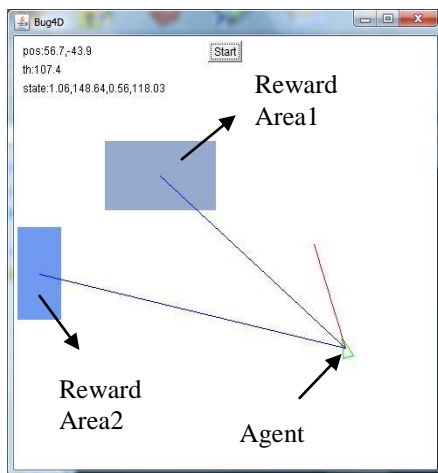 Bug4D
pos:56.7,-43.9
Start
th:107.4
state:1.06,148.64,0.56,118.03
Reward
Area1
Reward
Area2
Agent